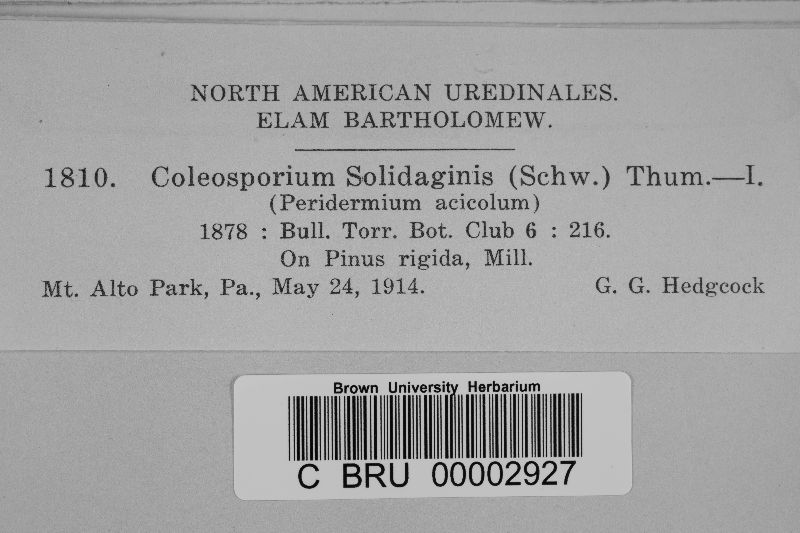 NORTH AMERICAN UREDINALES.
ELAM BARTHOLOMEW.
1810. Coleosporium Solidaginis (Schw.) Thum.—I.
(Peridermium acicolum)
1878 : Bull. Torr. Bot. Club 6 : 216.
On Pinus rigida, Mill.
Mt. Alto Park, Pa., May 24, 1914. G. G. Hedgcock
Brown University Herbarium
C BRU 00002927